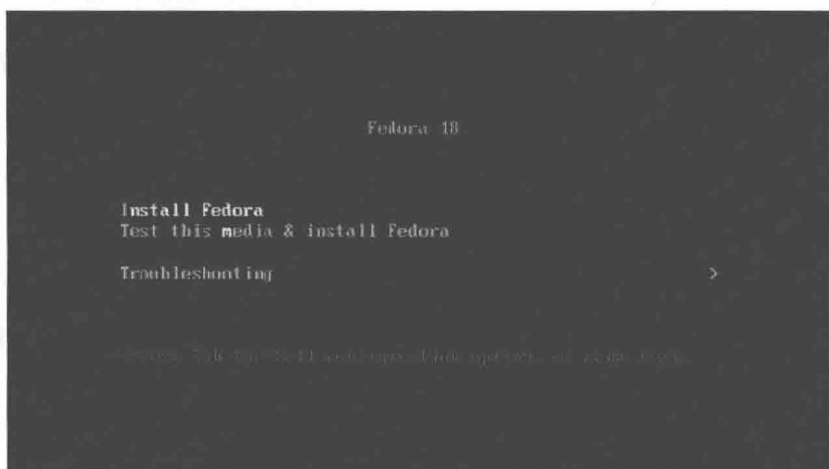 Fedora 18
Install Fedora
Test this media & install Fedora
Troubleshooting >